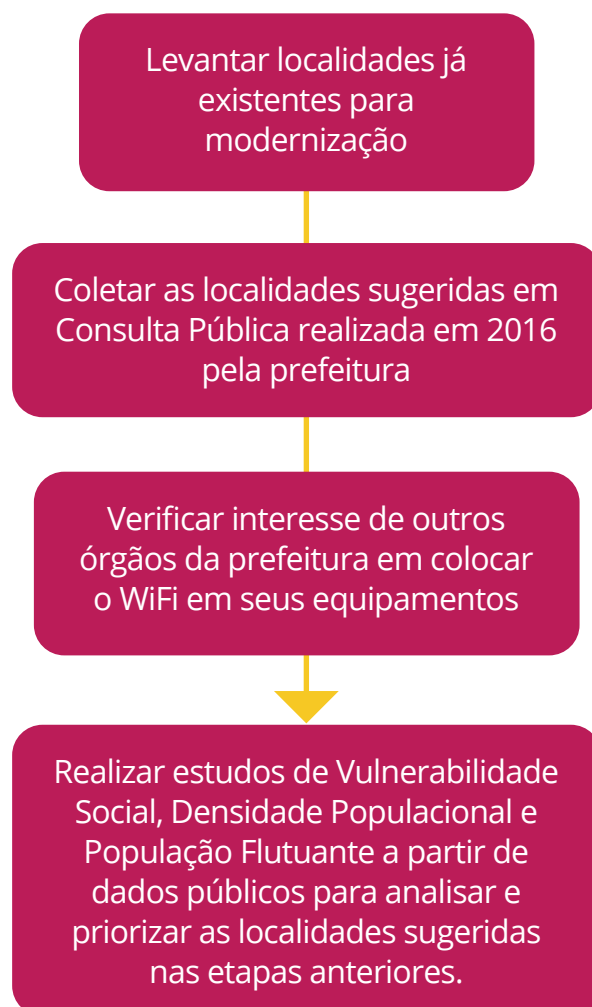 Levantar localidades já
existentes para
modernização
Coletar as localidades sugeridas em
Consulta Pública realizada em 2016
pela prefeitura
Verificar interesse de outros
órgãos da prefeitura em colocar
o WiFi em seus equipamentos
Realizar estudos de Vulnerabilidade
Social, Densidade Populacional e
População Flutuante a partir de
dados públicos para analisar e
priorizar as localidades sugeridas
nas etapas anteriores.